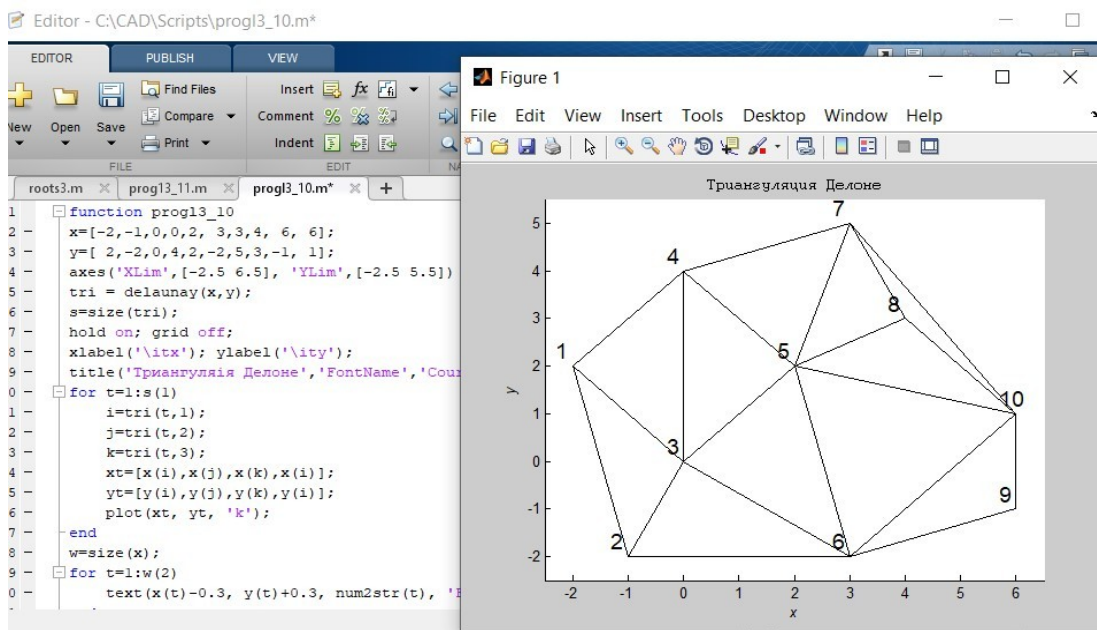 Editor - C:\CAD\Scripts\progl3_10.m*
EDITOR PUBLISH VIEW
New Open Save
Find Files
Compare
Print
FILE
Insert fx
Comment
Indent
EDIT
roots3.m prog13_11.m progl3_10.m* +
1 function progl3_10
2 x=[-2,-1,0,0,2, 3,3,4, 6, 6];
3 y=[ 2,-2,0,4,2,-2,5,3,-1, 1];
4 axes('XLim',[-2.5 6.5], 'YLim',[-2.5 5.5])
5 tri = delaunay(x,y);
6 s=size(tri);
7 hold on; grid off;
8 xlabel('\itx'); ylabel('\ity');
9 title('Триангуляія Делоне','FontName','Cour
0 for t=1:s(1)
1 i=tri(t,1);
2 j=tri(t,2);
3 k=tri(t,3);
4 xt=[x(i),x(j),x(k),x(i)];
5 yt=[y(i),y(j),y(k),y(i)];
6 plot(xt, yt, 'k');
7 end
8 w=size(x);
9 for t=1:w(2)
0 text(x(t)-0.3, y(t)+0.3, num2str(t), '
Figure 1
File Edit View Insert Tools Desktop Window Help
Триангуляция Делоне
5
4
3
2
1
0
-1
-2
y
7
4
8
1
5
10
3
9
2
6
-2 -1 0 1 2 3 4 5 6
x